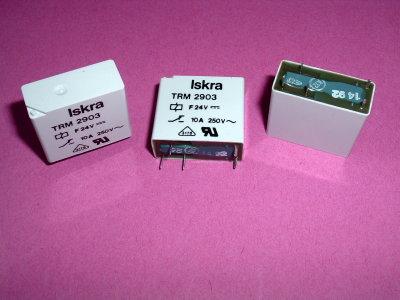 Iskra
TRM 2903
F 24V
10A 250V~
Iskra
TRM 2903
F 24V
10A 250V~
14 92